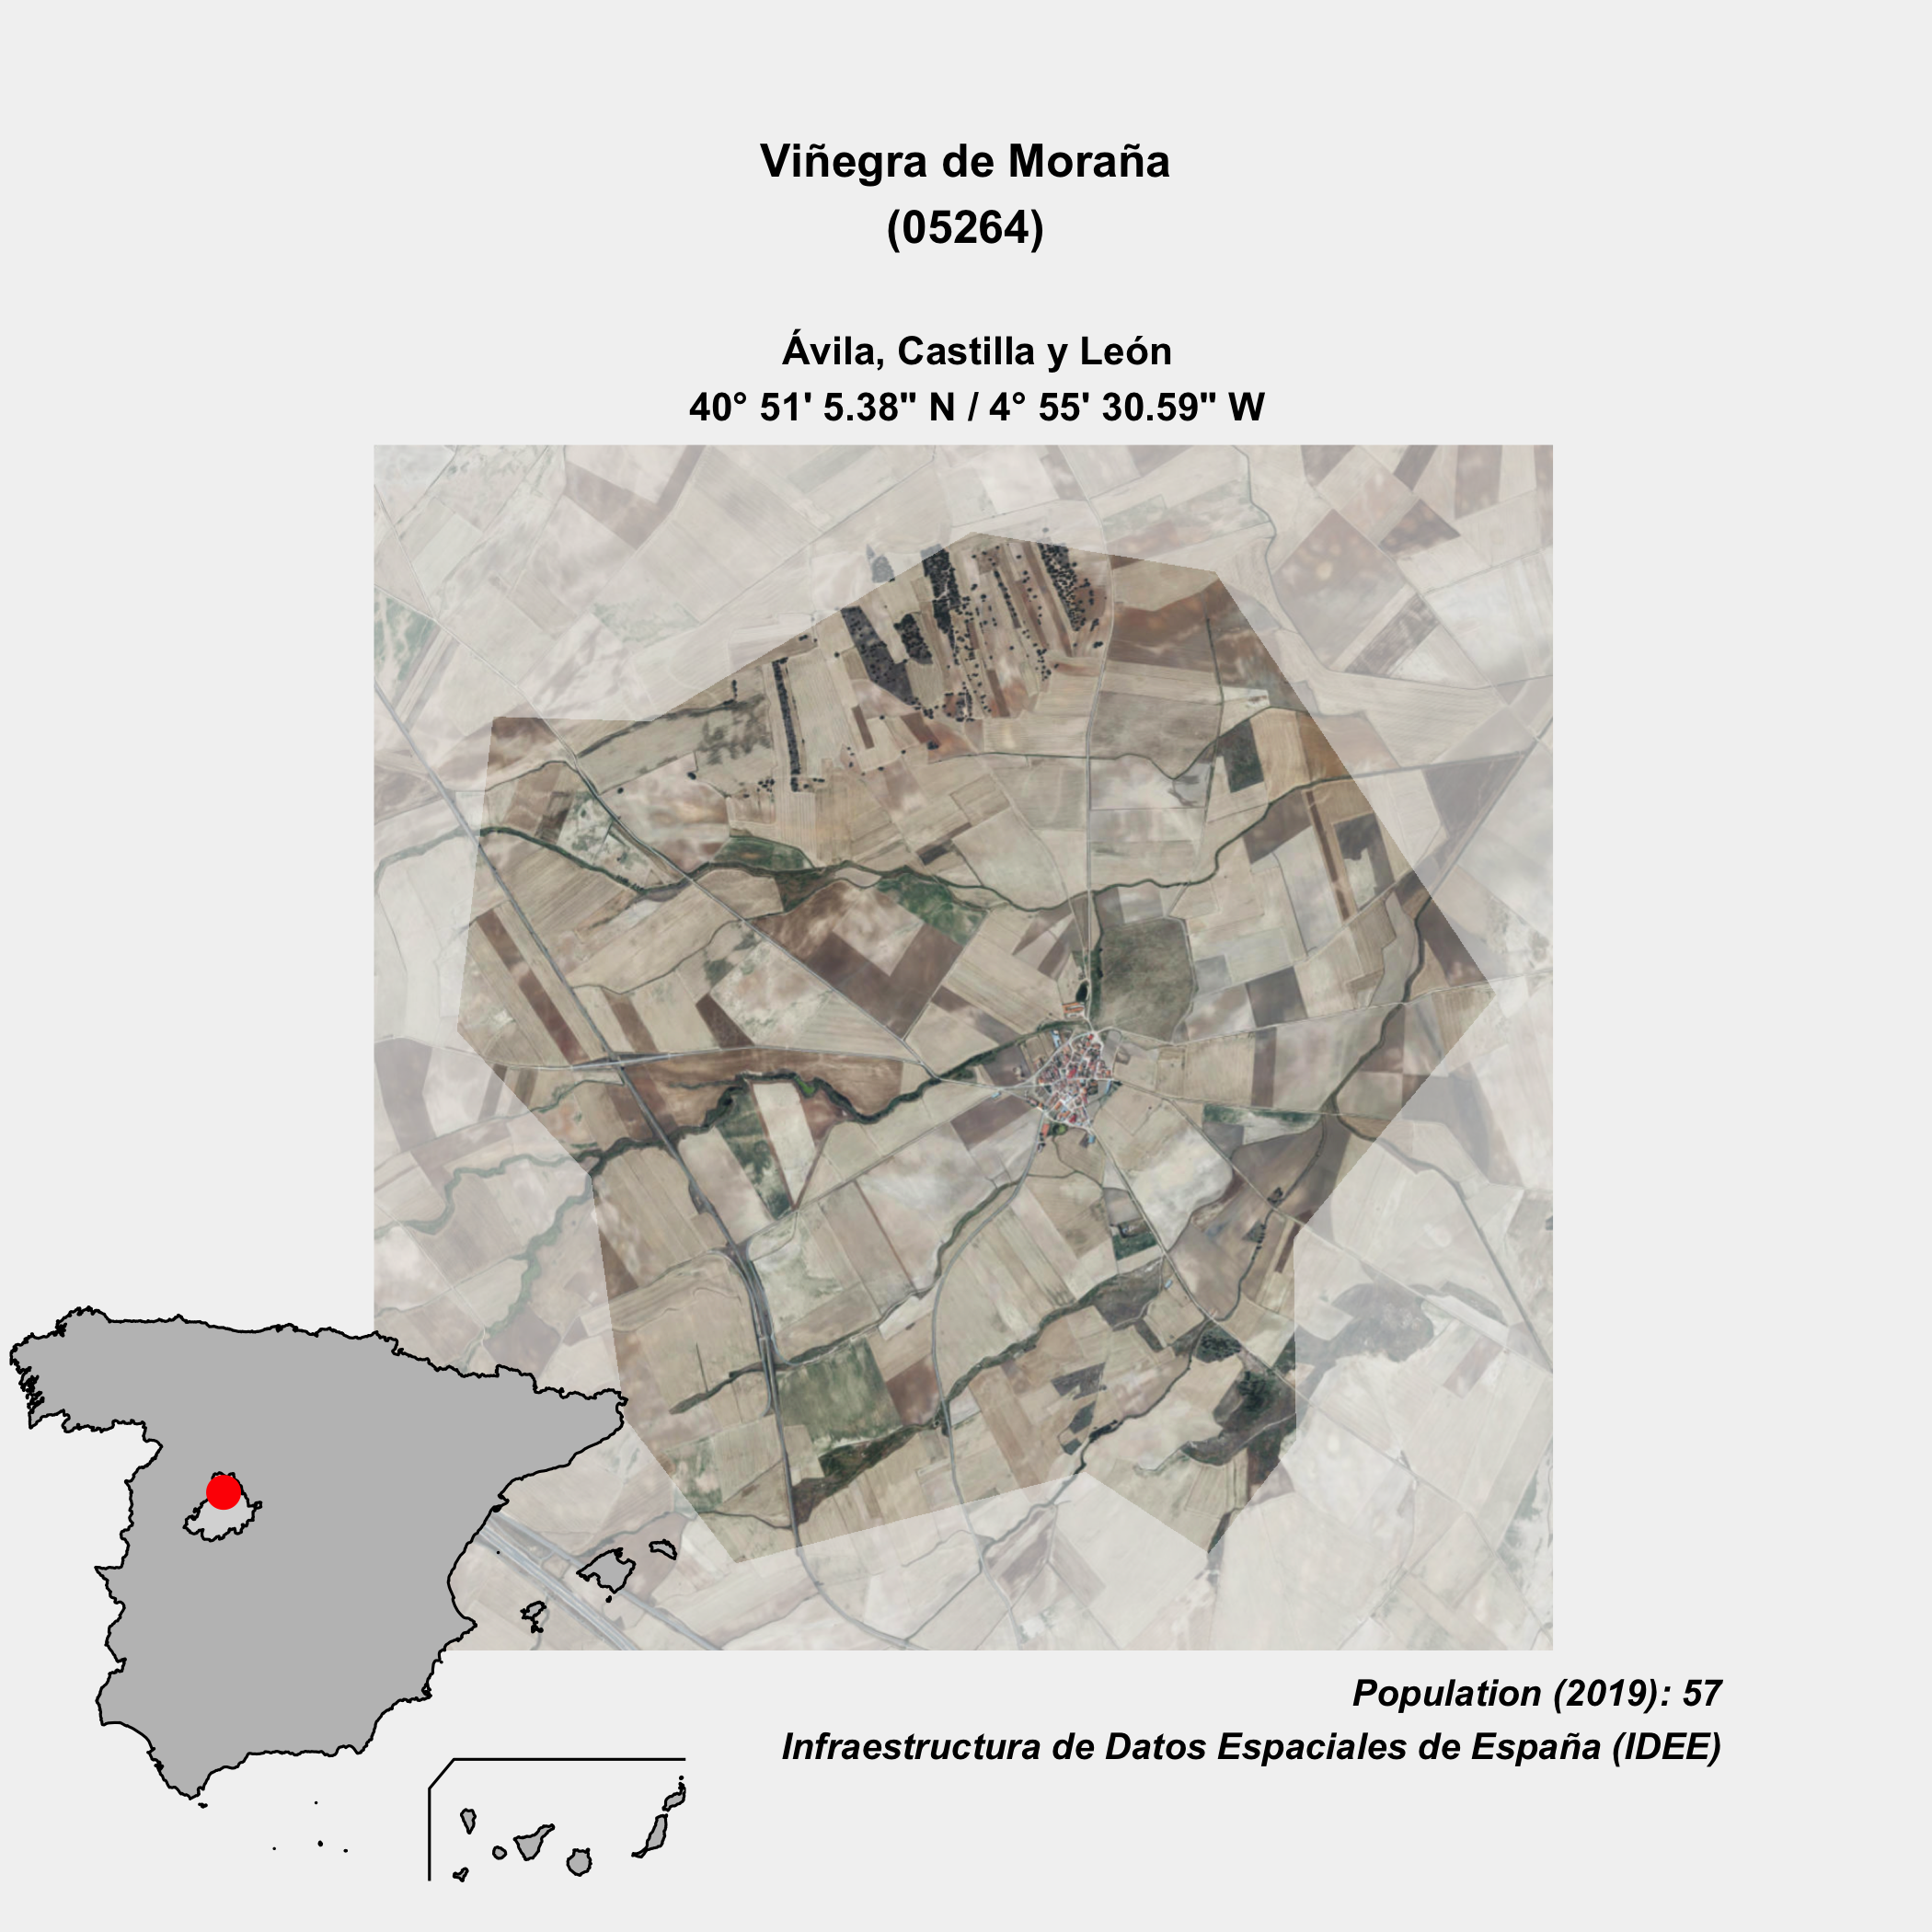 Viñegra de Moraña
(05264)
Ávila, Castilla y León
40° 51' 5.38" N / 4° 55' 30.59" W
Population (2019): 57
Infraestructura de Datos Espaciales de España (IDEE)